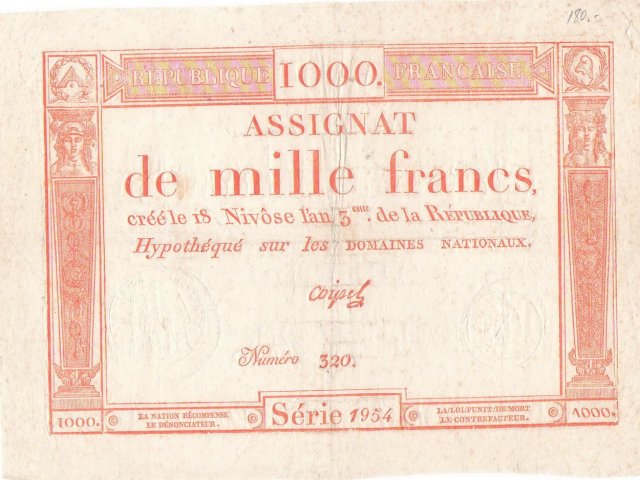 180.-
RÉPUBLIQUE 1000. FRANÇAISE
ASSIGNAT
de mille francs,
créé le 18 Nivôse l'an 3eme. de la RÉPUBLIQUE,
Hypothéqué sur les DOMAINES NATIONAUX.
Coipel
Numéro 320.
1000. LA NATION RÉCOMPENSE LE DÉNONCIATEUR. Série 1954 LA LOI PUNIT DE MORT LE CONTREFACTEUR. 1000.